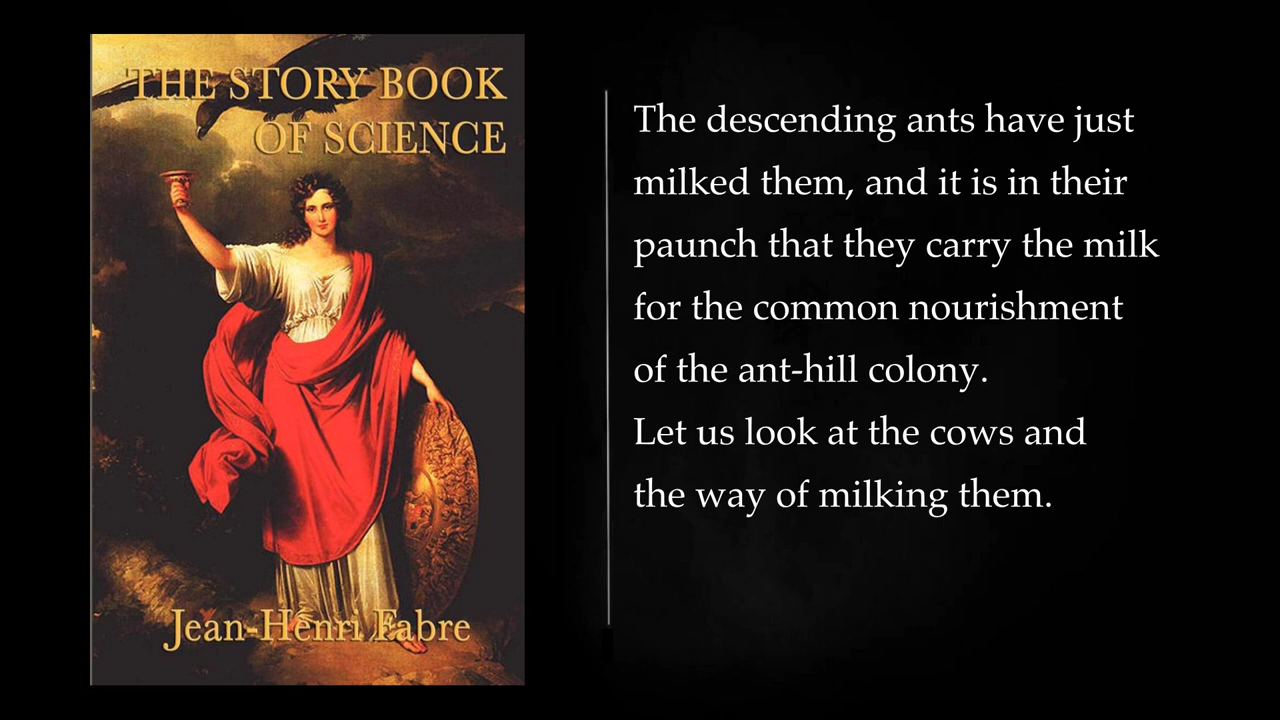 THE STORY BOOK
OF SCIENCE
Jean-Henri Fabre
The descending ants have just
milked them, and it is in their
paunch that they carry the milk
for the common nourishment
of the ant-hill colony.
Let us look at the cows and
the way of milking them.